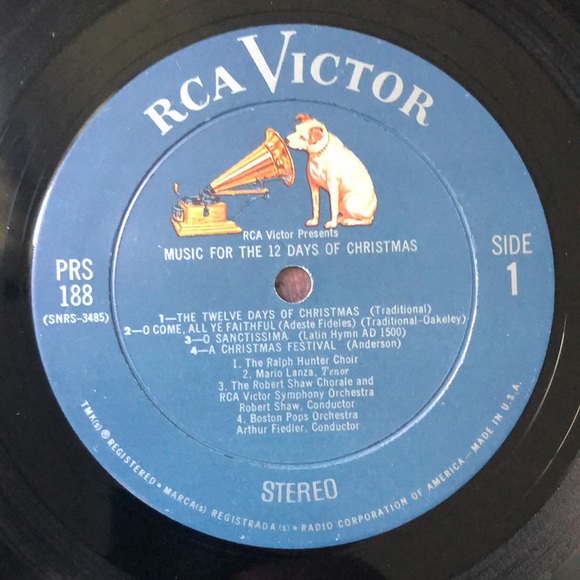 RCA VICTOR
RCA Victor Presents
MUSIC FOR THE 12 DAYS OF CHRISTMAS
PRS
188
(SNRS-3485)
SIDE
1
1—THE TWELVE DAYS OF CHRISTMAS (Traditional)
2—O COME, ALL YE FAITHFUL (Adeste Fideles) (Traditional-Oakeley)
3—O SANCTISSIMA (Latin Hymn AD 1500)
4—A CHRISTMAS FESTIVAL (Anderson)
1. The Ralph Hunter Choir
2. Mario Lanza, Tenor
3. The Robert Shaw Chorale and
RCA Victor Symphony Orchestra
Robert Shaw, Conductor
4. Boston Pops Orchestra
Arthur Fiedler, Conductor
STEREO
TMK(s) ® REGISTERED • MARCA(s) REGISTRADA(s) • RADIO CORPORATION OF AMERICA—MADE IN U.S.A.